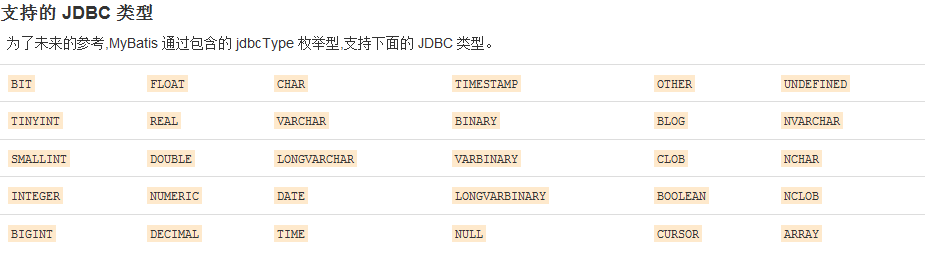 支持的 JDBC 类型
为了未来的参考,MyBatis 通过包含的 jdbcType 枚举型,支持下面的 JDBC 类型。
BIT FLOAT CHAR TIMESTAMP OTHER UNDEFINED
TINYINT REAL VARCHAR BINARY BLOG NVARCHAR
SMALLINT DOUBLE LONGVARCHAR VARBINARY CLOB NCHAR
INTEGER NUMERIC DATE LONGVARBINARY BOOLEAN NCLOB
BIGINT DECIMAL TIME NULL CURSOR ARRAY